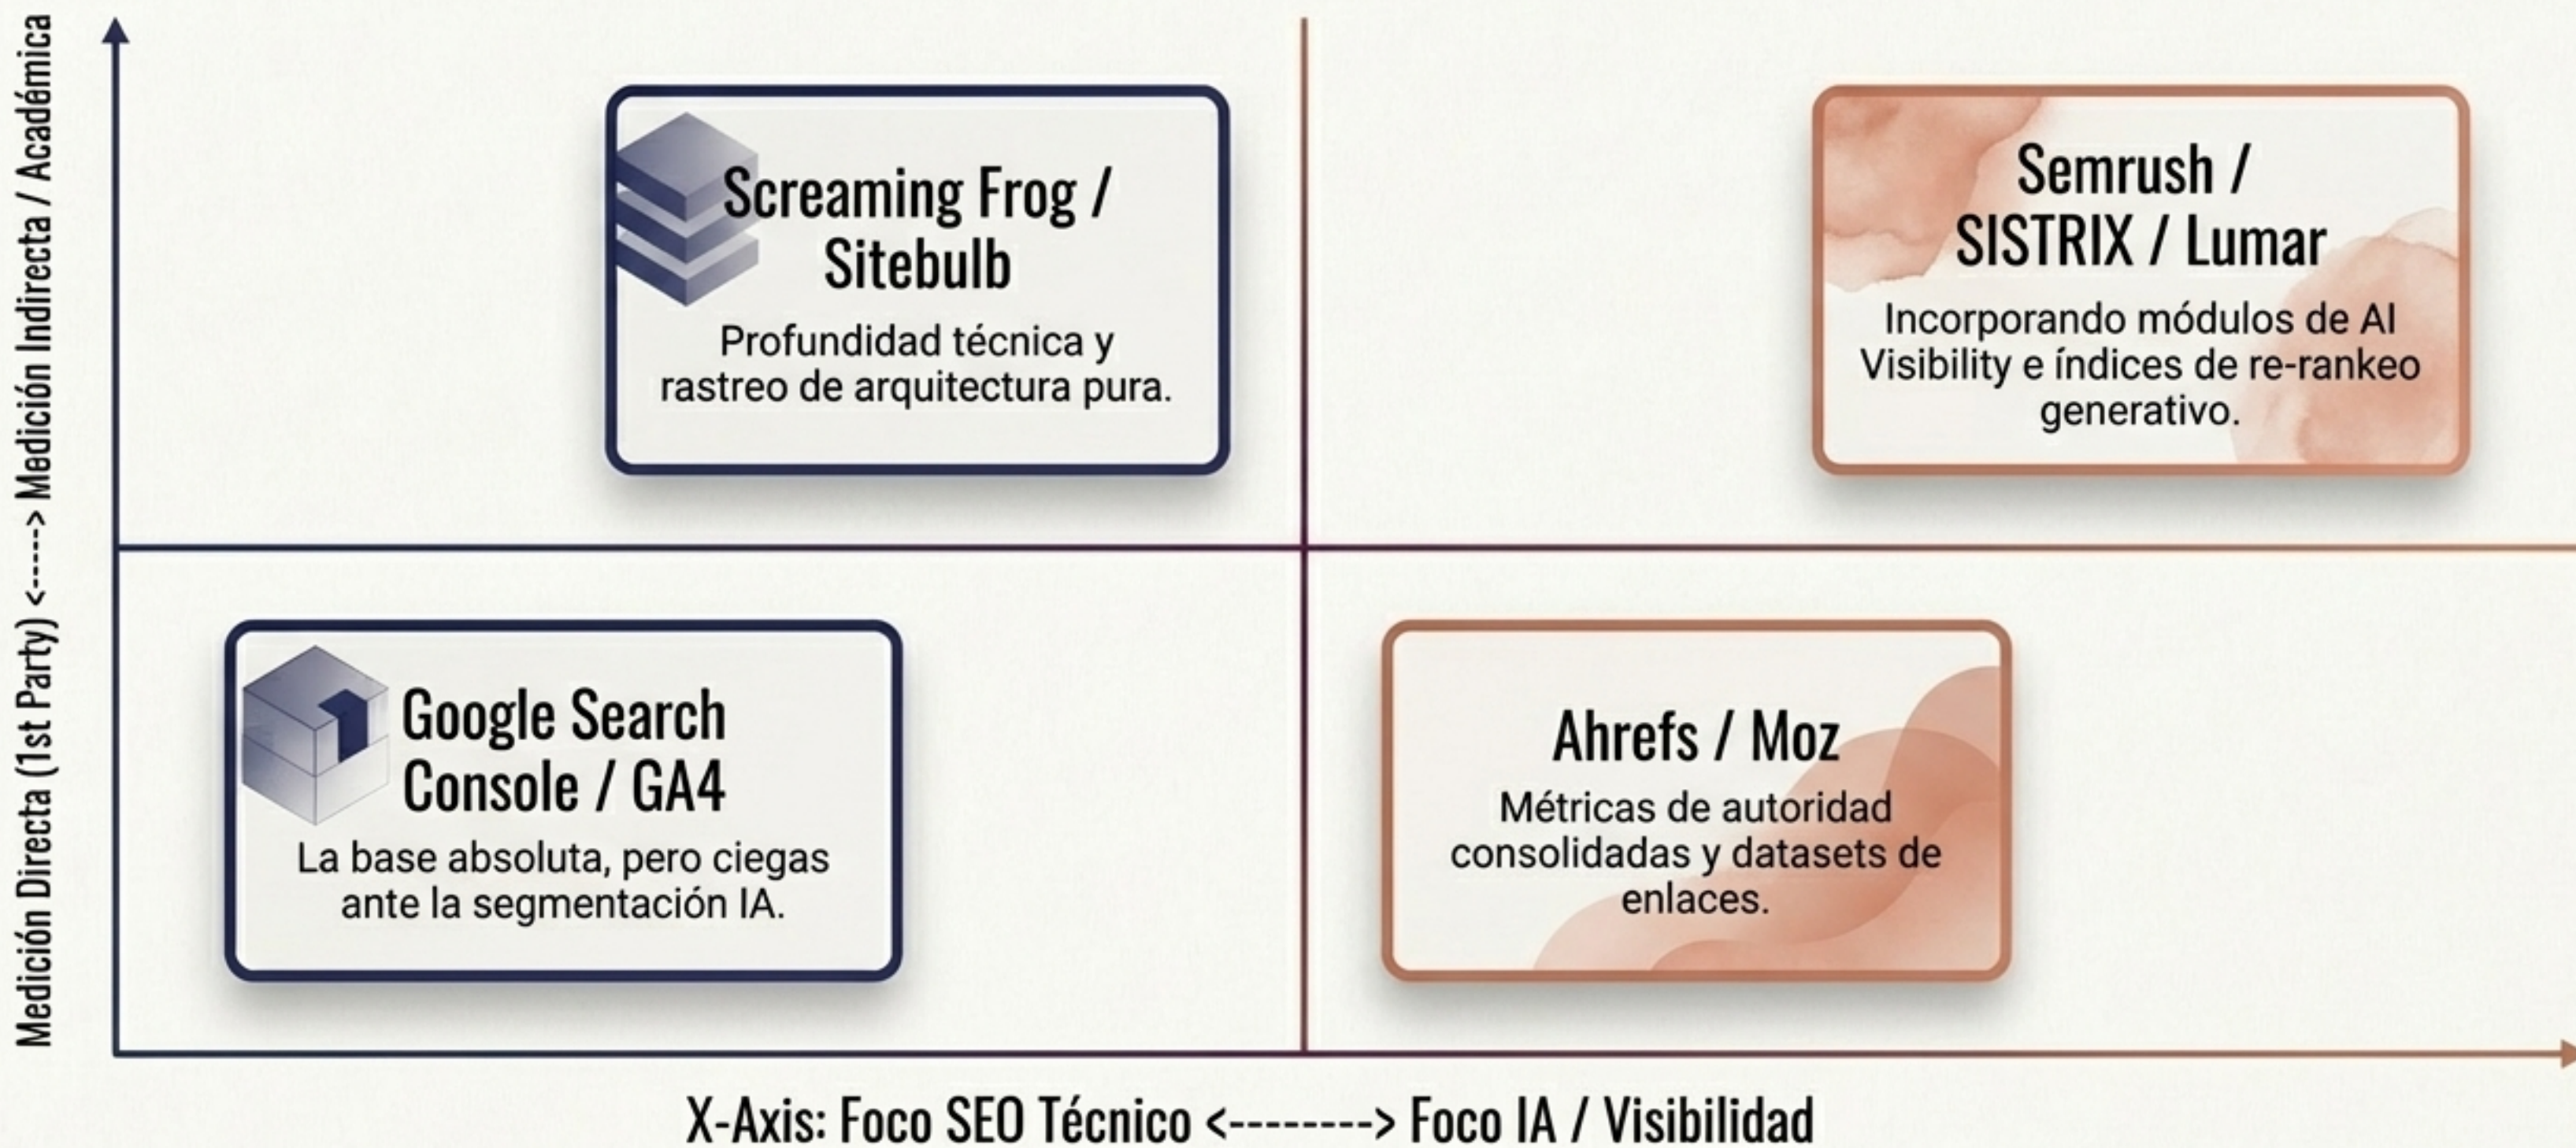 Medición Directa (1st Party) <------> Medición Indirecta / Académica
Screaming Frog /
Sitebulb
Profundidad técnica y
rastreo de arquitectura pura.
Semrush /
SISTRIX / Lumar
Incorporando módulos de AI
Visibility e índices de re-rankeo
generativo.
Google Search
Console / GA4
La base absoluta, pero ciegas
ante la segmentación IA.
Ahrefs / Moz
Métricas de autoridad
consolidadas y datasets de
enlaces.
X-Axis: Foco SEO Técnico <--------> Foco IA / Visibilidad